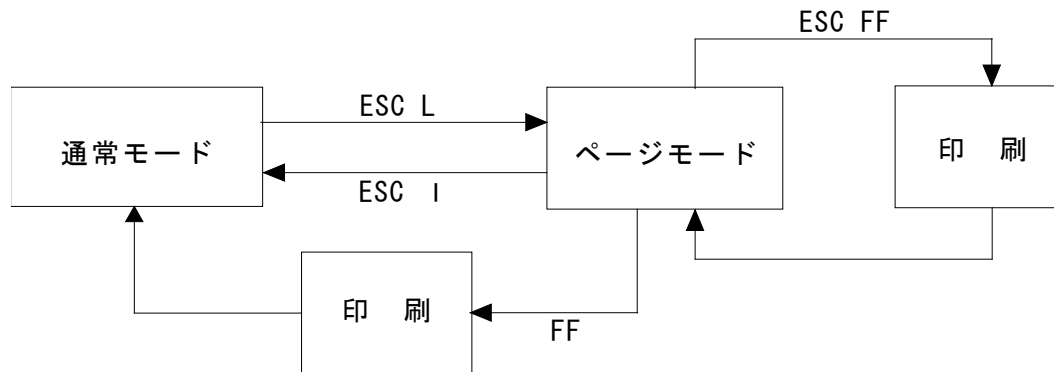 ESC FF
ESC L
通常モード
ページモード
印 刷
ESC I
印 刷
FF